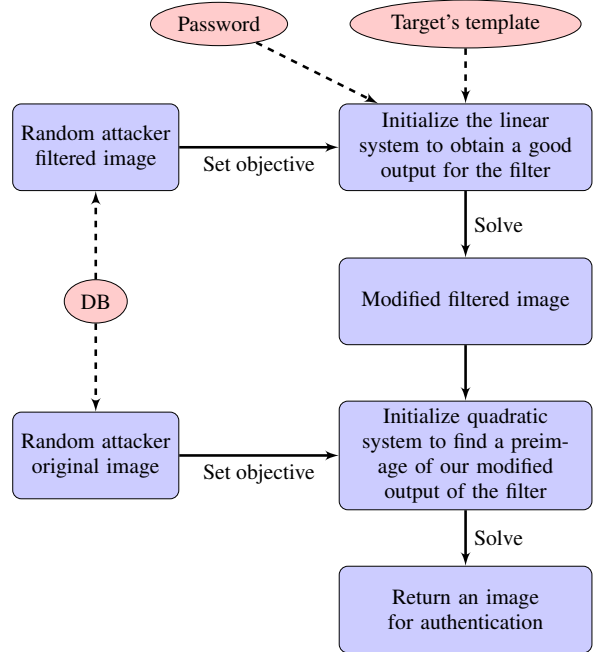 Password
Target's template
Random attacker
filtered image
Set objective
Initialize the linear
system to obtain a good
output for the filter
Solve
DB
Modified filtered image
Random attacker
original image
Set objective
Initialize quadratic
system to find a preim-
age of our modified
output of the filter
Solve
Return an image
for authentication